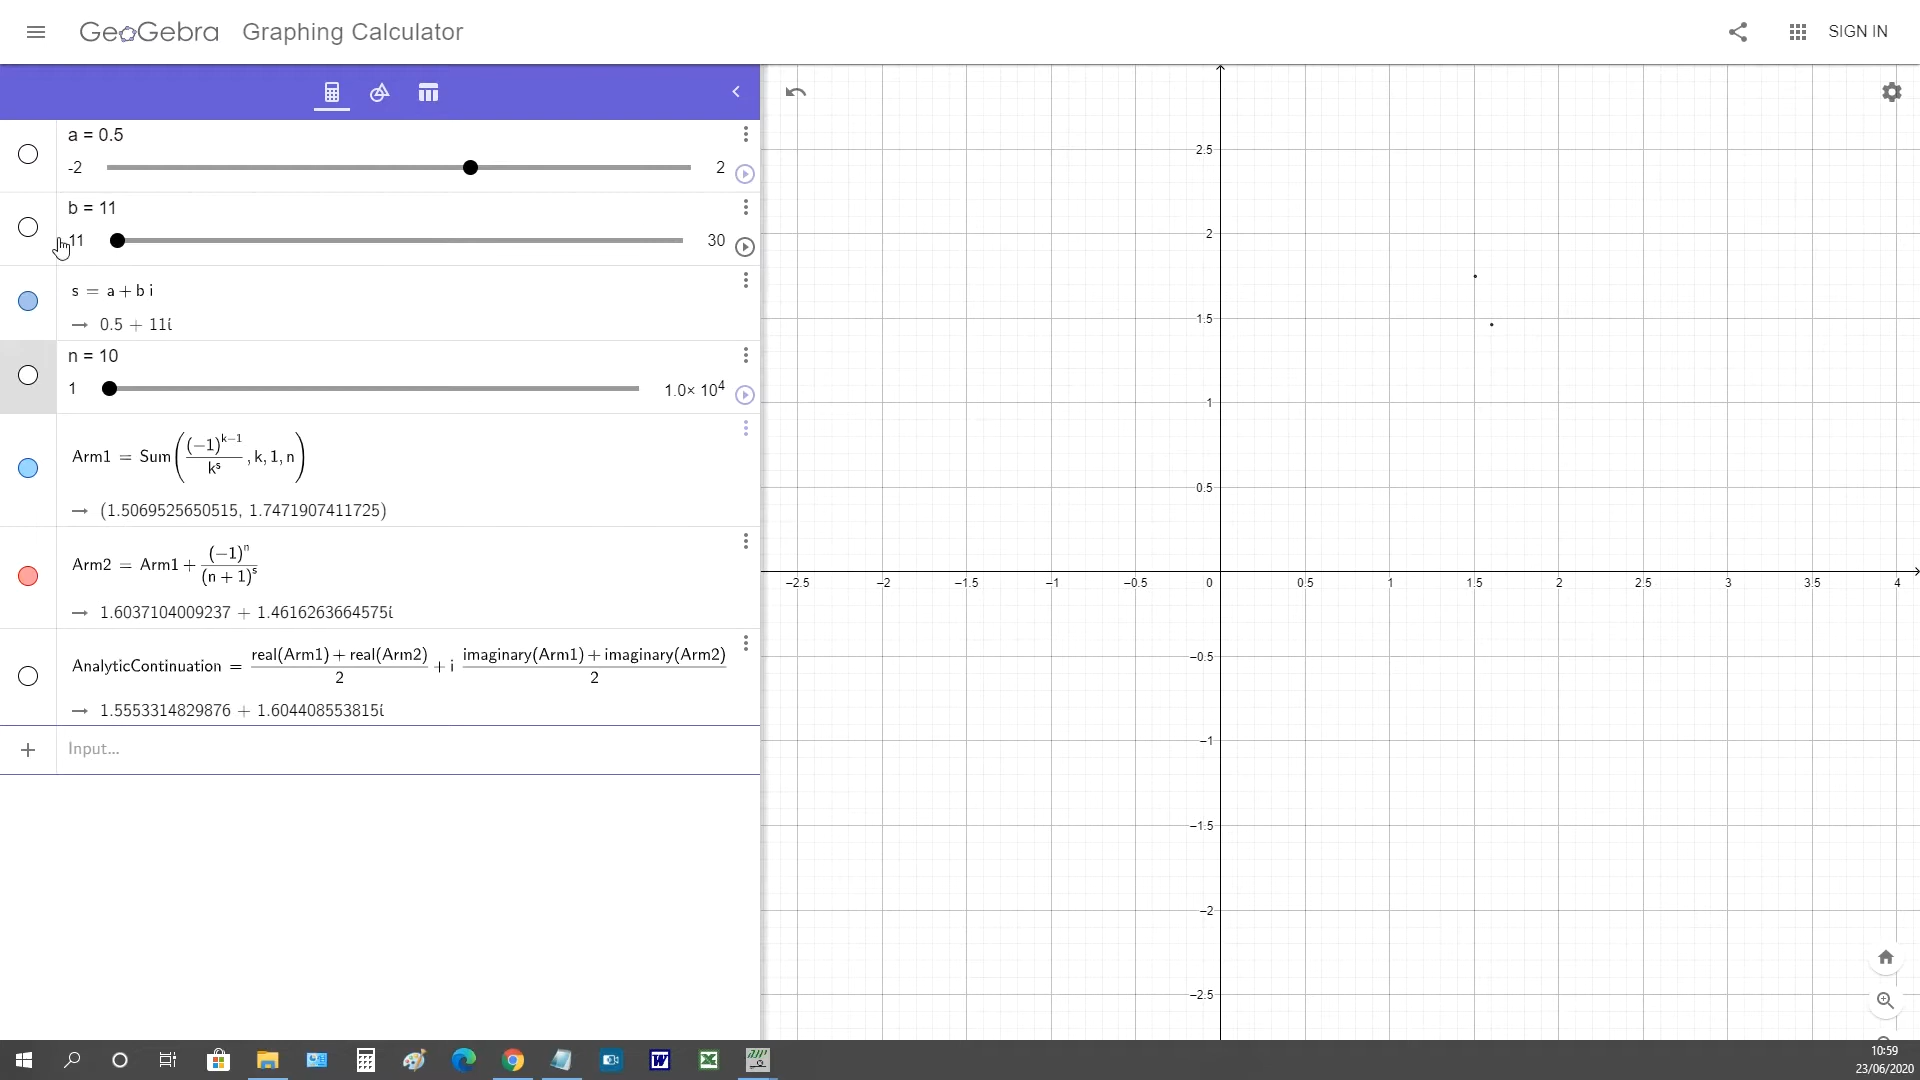 GeoGebra Graphing Calculator
SIGN IN
a = 0.5
-2 2
b = 11
11 30
s = a + b i
→ 0.5 + 11i
n = 10
1 1.0× 10⁴
Arm1 = Sum((−1)^(k−1)/k^s, k, 1, n)
→ (1.5069525650515, 1.7471907411725)
Arm2 = Arm1 + (−1)^n/(n + 1)^s
→ 1.6037104009237 + 1.4616263664575i
AnalyticContinuation = real(Arm1) + real(Arm2)/2 + i imaginary(Arm1) + imaginary(Arm2)/2
→ 1.5553314829876 + 1.604408553815i
+ Input...
2.5
2
1.5
1
0.5
−2.5 −2 −1.5 −1 −0.5 0 0.5 1 1.5 2 2.5 3 3.5 4
−0.5
−1
−1.5
−2
−2.5
10:59
23/06/2020